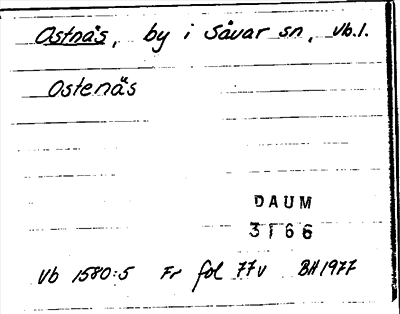 Ostnäs, by i Sävar sn, Vb.l.
Ostenäs
DAUM
3166
Vb 1580:5 Fr fol 77v BH1977